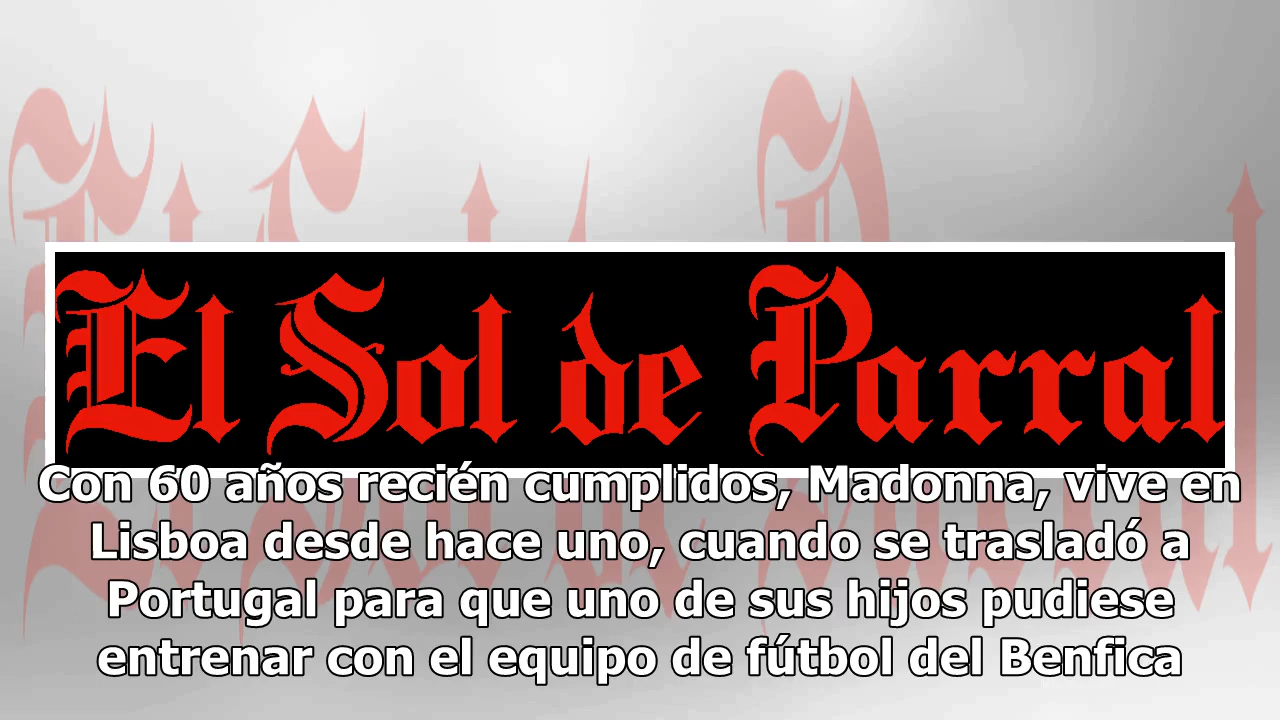 El Sol de Parral
Con 60 años recién cumplidos, Madonna, vive en
Lisboa desde hace uno, cuando se trasladó a
Portugal para que uno de sus hijos pudiese
entrenar con el equipo de fútbol del Benfica